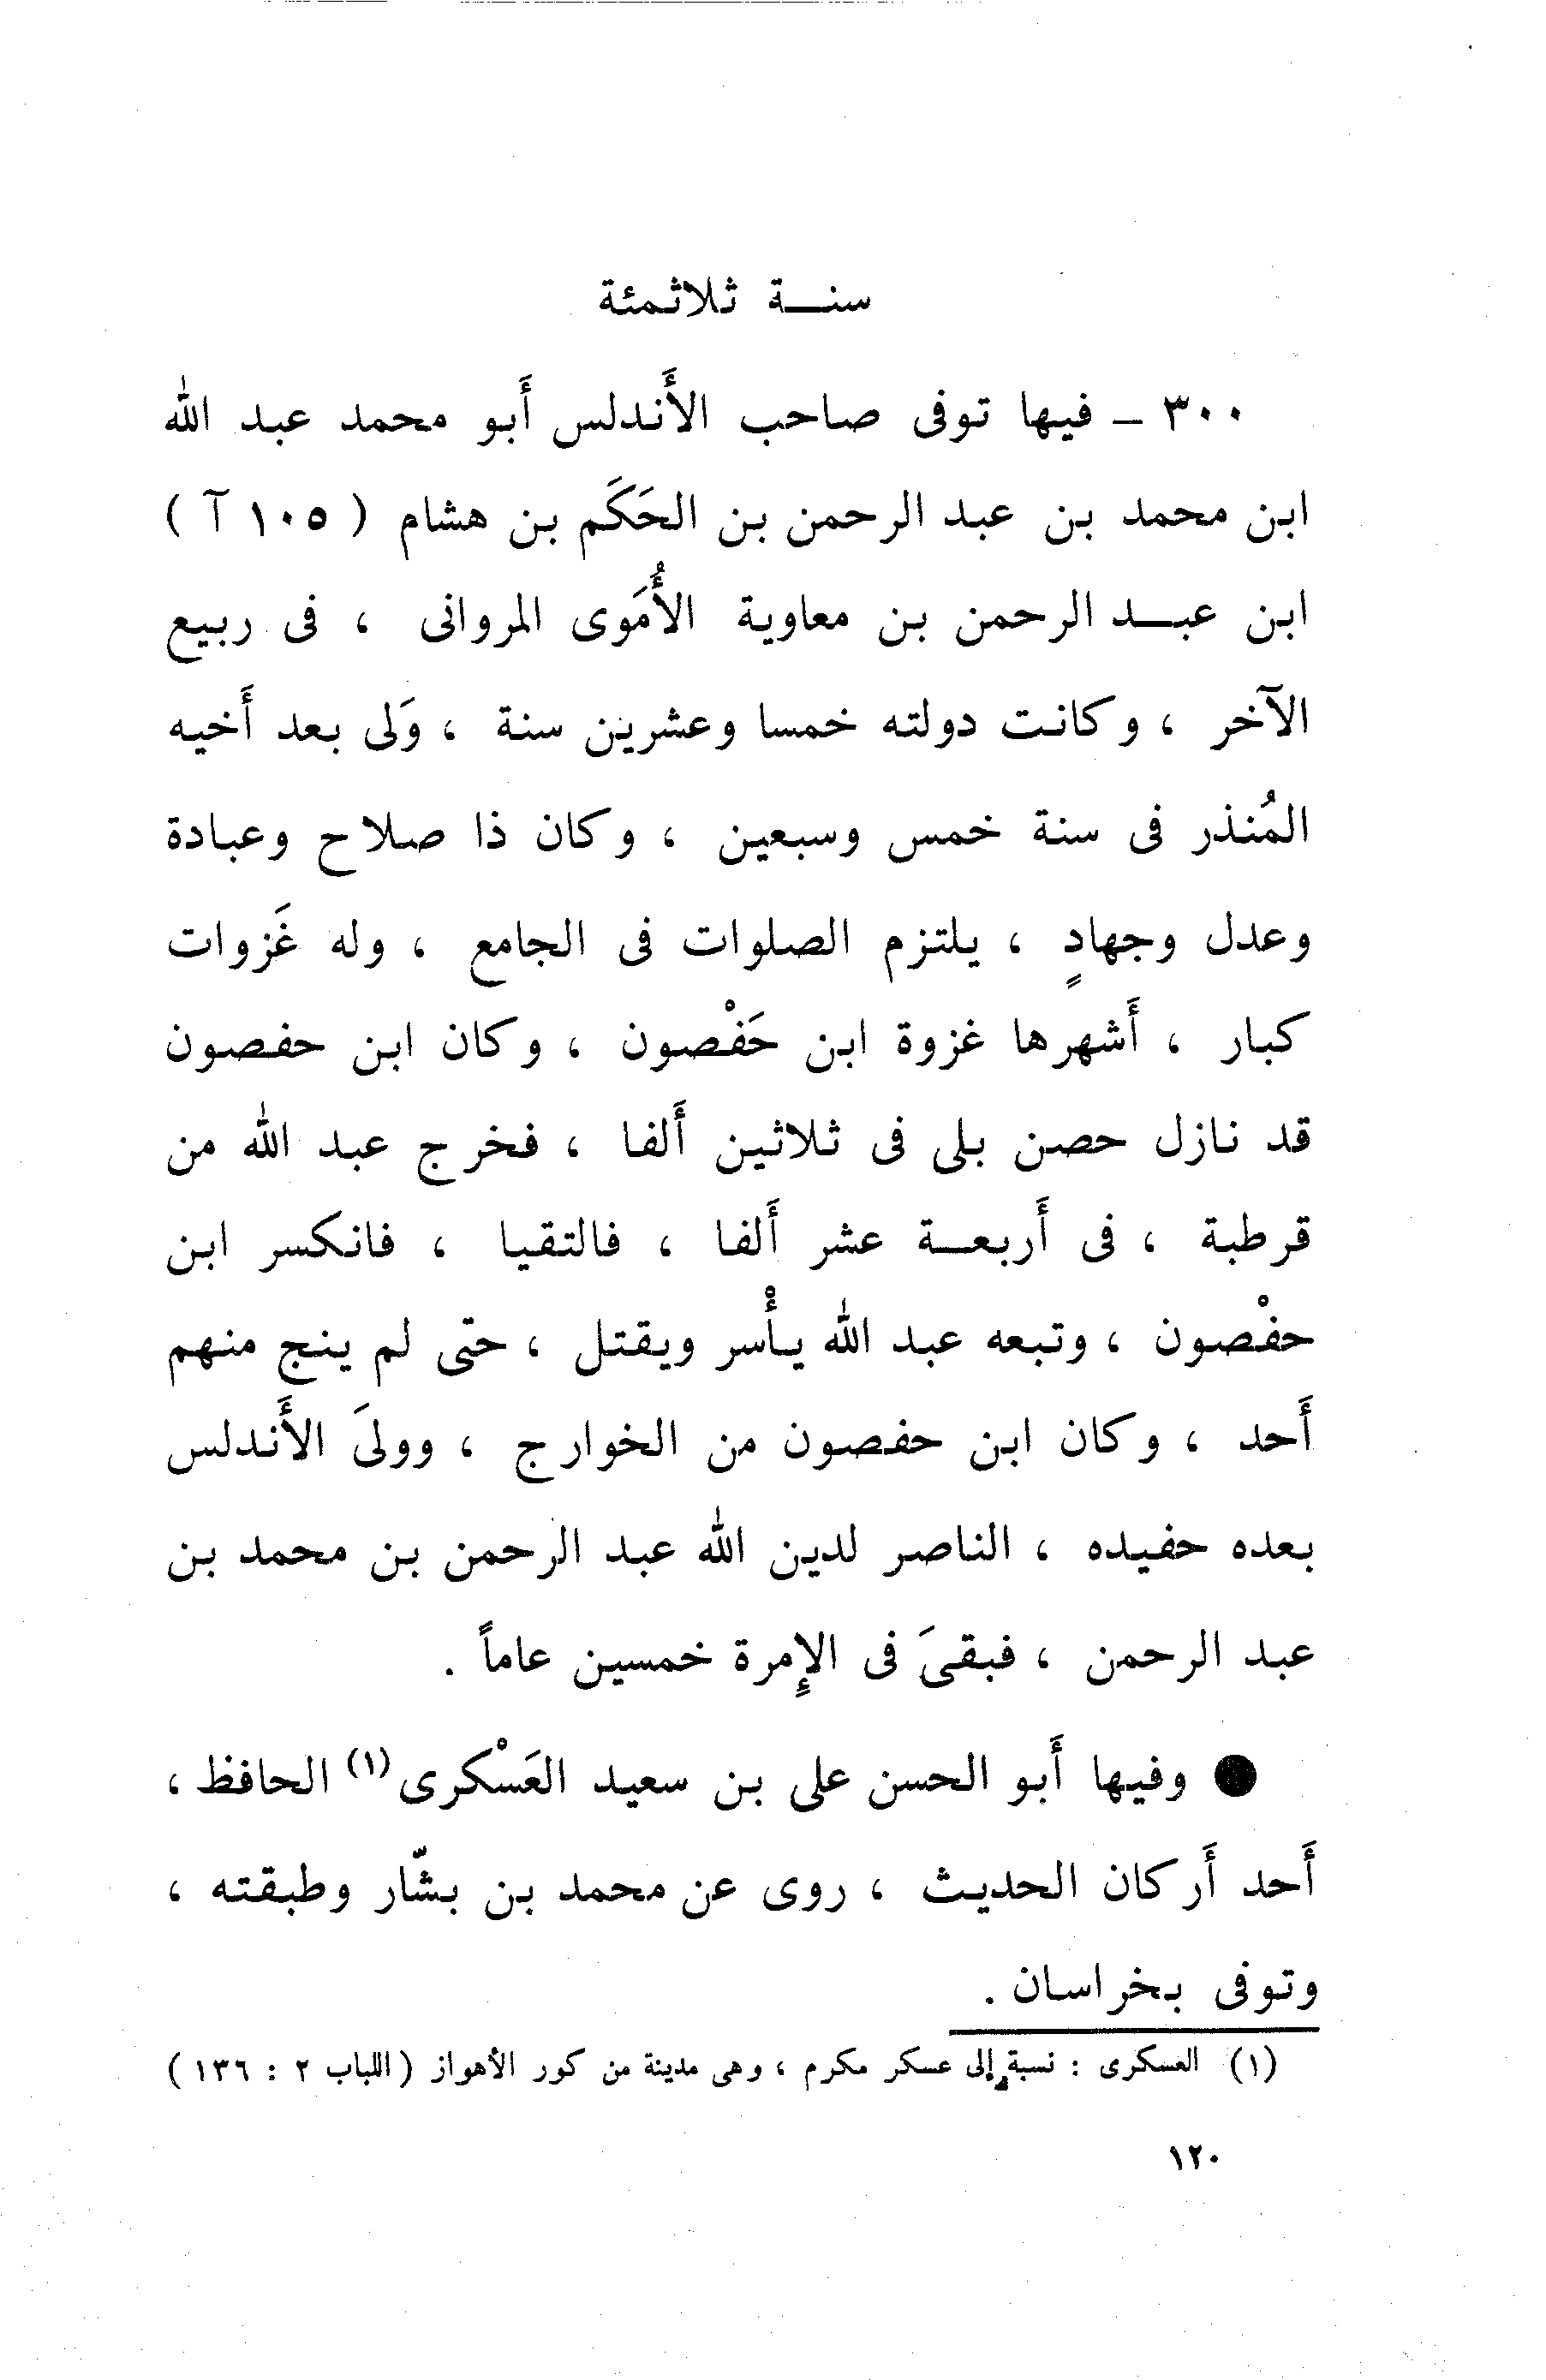 سنة ثلاثمئة
٣٠٠ - فيها توفى صاحب الأَندلس أَبو محمد عبد الله
ابن محمد بن عبد الرحمن بن الحَكَم بن هشام ( ١٠٥ آ )
ابن عبد الرحمن بن معاوية الأُمَوى المروانى ، فى ربيع
الآخر ، وكانت دولته خمسا وعشرين سنة ، وَلى بعد أَخيه
المُنذر فى سنة خمس وسبعين ، وكان ذا صلاح وعبادة
وعدل وجهادٍ ، يلتزم الصلوات فى الجامع ، وله غَزوات
كبار ، أَشهرها غزوة ابن حَفْصون ، وكان ابن حفصون
قد نازل حصن بلى فى ثلاثين أَلفا ، فخرج عبد الله من
قرطبة ، فى أَربعة عشر أَلفا ، فالتقيا ، فانكسر ابن
حفْصون ، وتبعه عبد الله يأْسر ويقتل ، حتى لم ينج منهم
أَحد ، وكان ابن حفصون من الخوارج ، وولىَ الأَندلس
بعده حفيده ، الناصر لدين الله عبد الرحمن بن محمد بن
عبد الرحمن ، فبقىَ فى الإِمرة خمسين عاماً .
● وفيها أَبو الحسن على بن سعيد العَسْكرى (١) الحافظ ،
أَحد أَركان الحديث ، روى عن محمد بن بشّار وطبقته ،
وتوفى بخراسان .
(١) العسكرى : نسبة إلى عسكر مكرم ، وهى مدينة من كور الأهواز (اللباب ٢ : ١٣٦ )
١٢٠